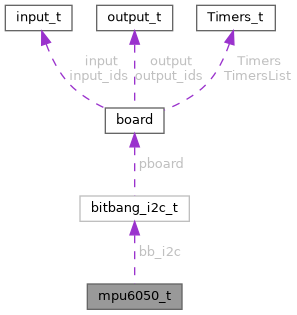 input_t
output_t
Timers_t
input
input_ids
output
output_ids
Timers
TimersList
board
pboard
bitbang_i2c_t
bb_i2c
mpu6050_t